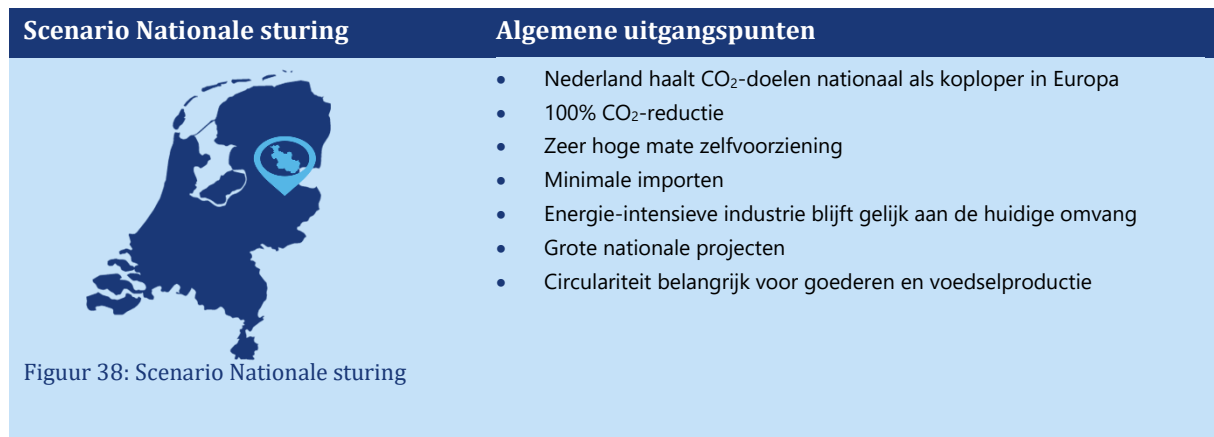 Scenario Nationale sturing
Algemene uitgangspunten
• Nederland haalt CO₂-doelen nationaal als koploper in Europa
• 100% CO₂-reductie
• Zeer hoge mate zelfvoorziening
• Minimale importen
• Energie-intensieve industrie blijft gelijk aan de huidige omvang
• Grote nationale projecten
• Circulariteit belangrijk voor goederen en voedselproductie
Figuur 38: Scenario Nationale sturing